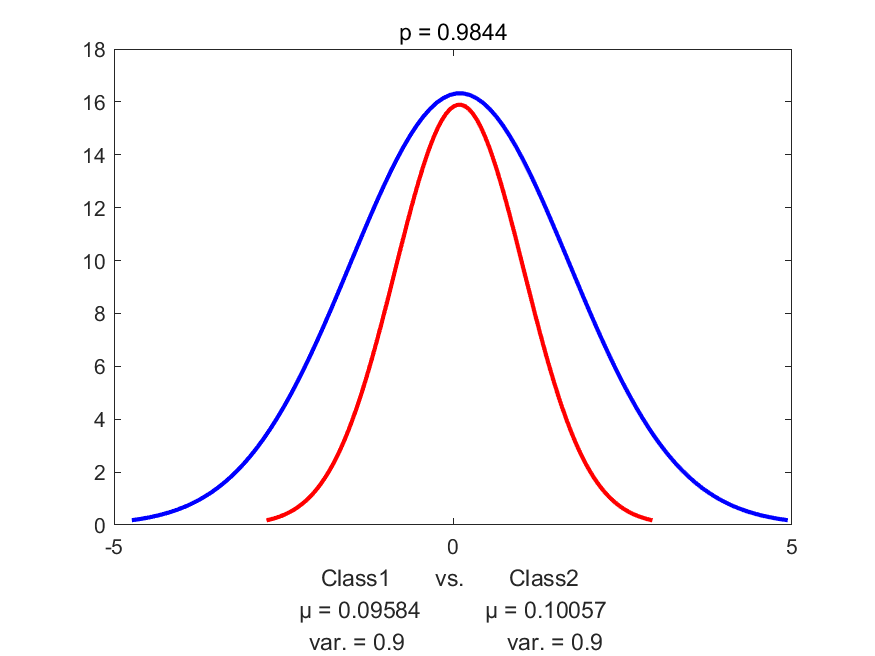 p = 0.9844
18
16
14
12
10
8
6
4
2
0
-5 0 5
Class1 vs. Class2
μ = 0.09584 μ = 0.10057
var. = 0.9 var. = 0.9